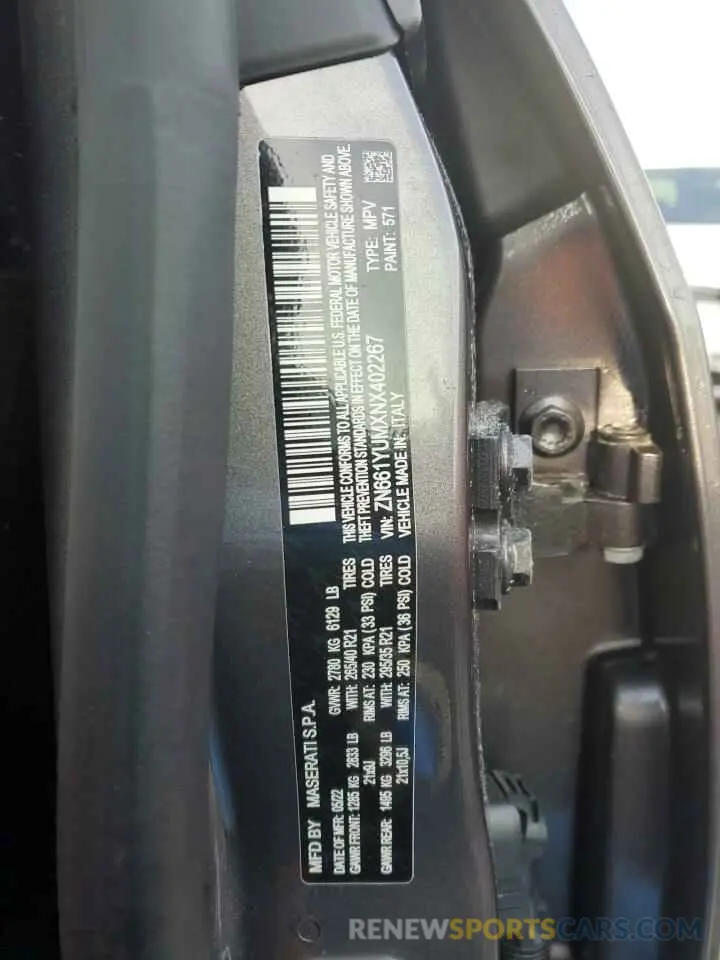 MFD BY MASERATI S.P.A.
DATE OF MFR: 05/22 GVWR: 2780 KG 6129 LB
GAWR FRONT: 1285 KG 2833 LB WITH: 265/40 R21 TIRES
21x9J RIMS AT: 230 KPA (33 PSI) COLD
GAWR REAR: 1495 KG 3296 LB WITH: 295/35 R21 TIRES
21x10,5J RIMS AT: 250 KPA (36 PSI) COLD
THIS VEHICLE CONFORMS TO ALL APPLICABLE U.S. FEDERAL MOTOR VEHICLE SAFETY AND
THEFT PREVENTION STANDARDS IN EFFECT ON THE DATE OF MANUFACTURE SHOWN ABOVE.
VIN: ZN661YUMXNX402267 TYPE: MPV
VEHICLE MADE IN: ITALY PAINT: 571
RENEWSPORTSCARS.COM